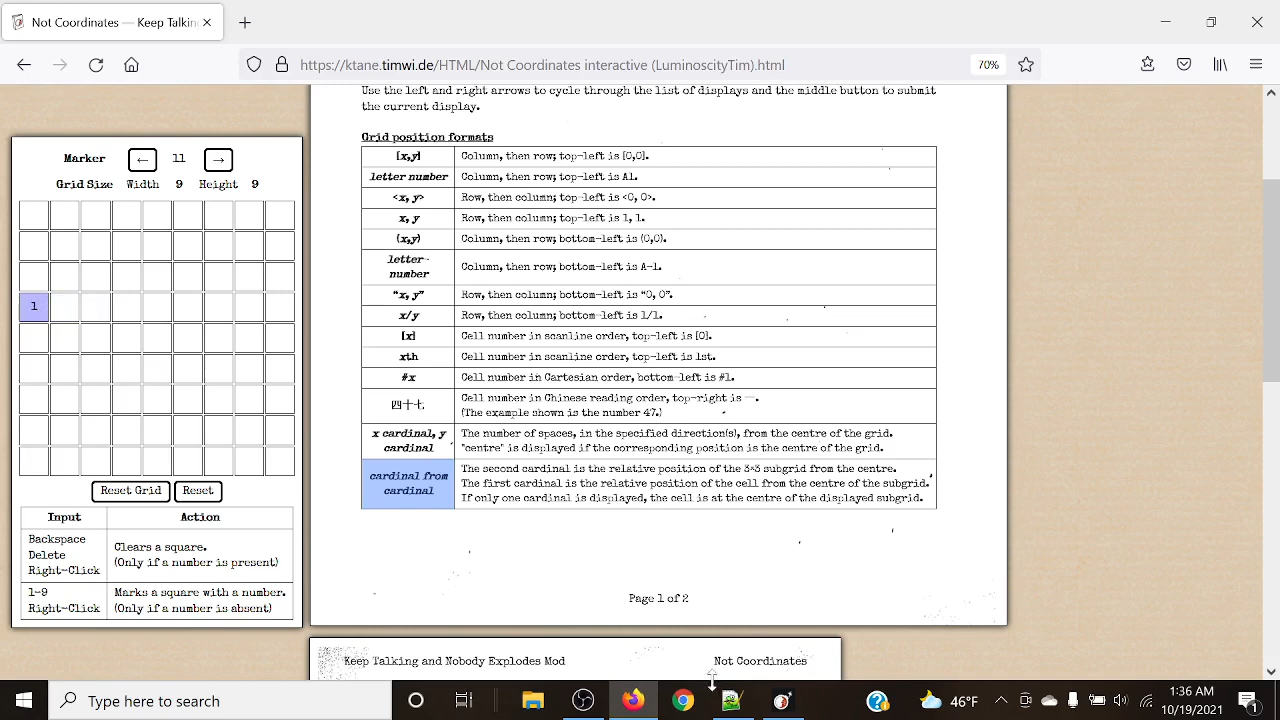 Not Coordinates — Keep Talkin
https://ktane.timwi.de/HTML/Not Coordinates interactive (LuminosityTim).html
70%
Use the left and right arrows to cycle through the list of displays and the middle button to submit
the current display.
Marker ← 11 →
Grid Size Width 9 Height 9
1
Reset Grid Reset
Input Action
Backspace
Delete
Right-Click
Clears a square.
(Only if a number is present)
1-9
Right-Click
Marks a square with a number.
(Only if a number is absent)
Grid position formats
[x,y] Column, then row; top-left is [0,0].
letter number Column, then row; top-left is A1.
<x, y> Row, then column; top-left is <0, 0>.
x, y Row, then column; top-left is 1, 1.
(x,y) Column, then row; bottom-left is (0,0).
letter-
number
Column, then row; bottom-left is A-1.
“x, y” Row, then column; bottom-left is “0, 0”.
x/y Row, then column; bottom-left is 1/1.
[x] Cell number in scanline order, top-left is [0].
xth Cell number in scanline order, top-left is 1st.
#x Cell number in Cartesian order, bottom-left is #1.
四十七
Cell number in Chinese reading order, top-right is 一.
(The example shown is the number 47.)
x cardinal, y
cardinal
The number of spaces, in the specified direction(s), from the centre of the grid.
"centre" is displayed if the corresponding position is the centre of the grid.
cardinal from
cardinal
The second cardinal is the relative position of the 3×3 subgrid from the centre.
The first cardinal is the relative position of the cell from the centre of the subgrid.
If only one cardinal is displayed, the cell is at the centre of the displayed subgrid.
Page 1 of 2
Keep Talking and Nobody Explodes Mod
Not Coordinates
Type here to search
46°F
1:36 AM
10/19/2021
1